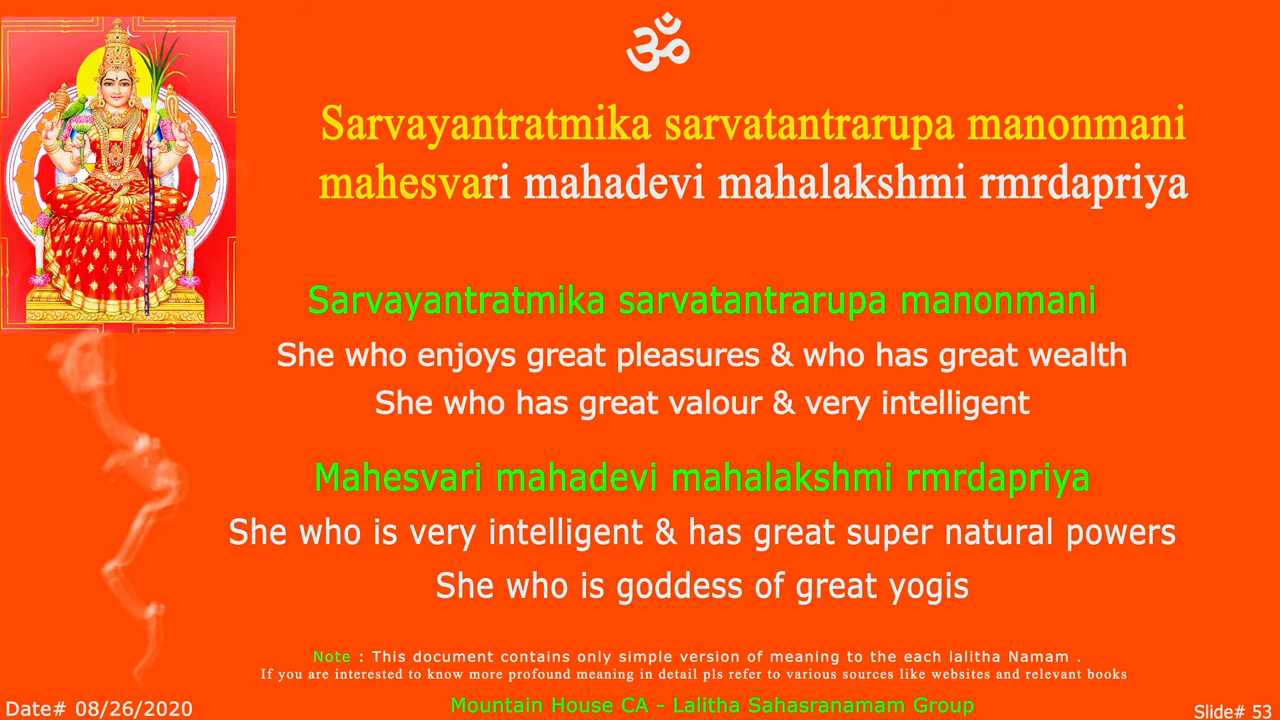 ॐ
Sarvayantratmika sarvatantrarupa manonmani
mahesvari mahadevi mahalakshmi rmrdapriya
Sarvayantratmika sarvatantrarupa manonmani
She who enjoys great pleasures & who has great wealth
She who has great valour & very intelligent
Mahesvari mahadevi mahalakshmi rmrdapriya
She who is very intelligent & has great super natural powers
She who is goddess of great yogis
Note : This document contains only simple version of meaning to the each lalitha Namam .
If you are interested to know more profound meaning in detail pls refer to various sources like websites and relevant books
Date# 08/26/2020
Mountain House CA - Lalitha Sahasranamam Group
Slide# 53